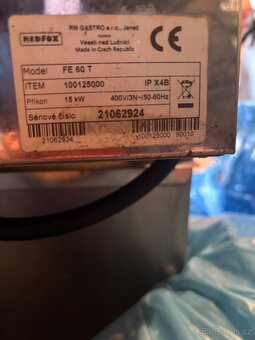 REDFOX
RM GASTRO s.r.o., Jeneč
Veselí nad Lužnicí
Made in Czech Republic
Model FE 60 T
ITEM 100125000 IP X4B
Příkon 15 kW 400V/3N~/50-60Hz
Sériové číslo 21062924
21062924 100125000 90010